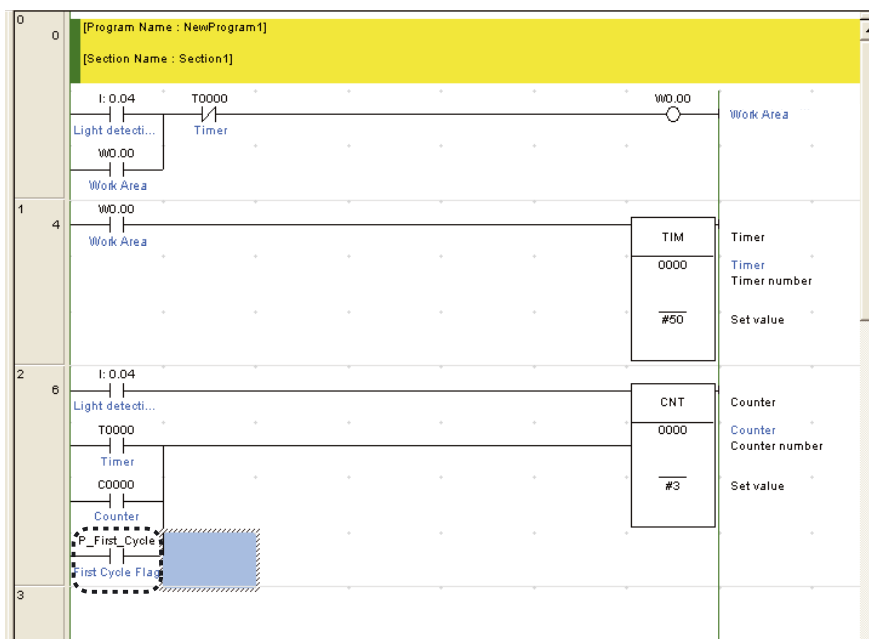 0
0
[Program Name : NewProgram1]
[Section Name : Section1]
I: 0.04
T0000
W0.00
Work Area
Light detecti...
Timer
W0.00
Work Area
1
4
W0.00
Work Area
TIM
Timer
0000
Timer
Timer number
#50
Set value
2
6
I: 0.04
Light detecti...
CNT
Counter
T0000
0000
Counter
Timer
Counter number
C0000
#3
Set value
Counter
P_First_Cycle
First Cycle Flag
3